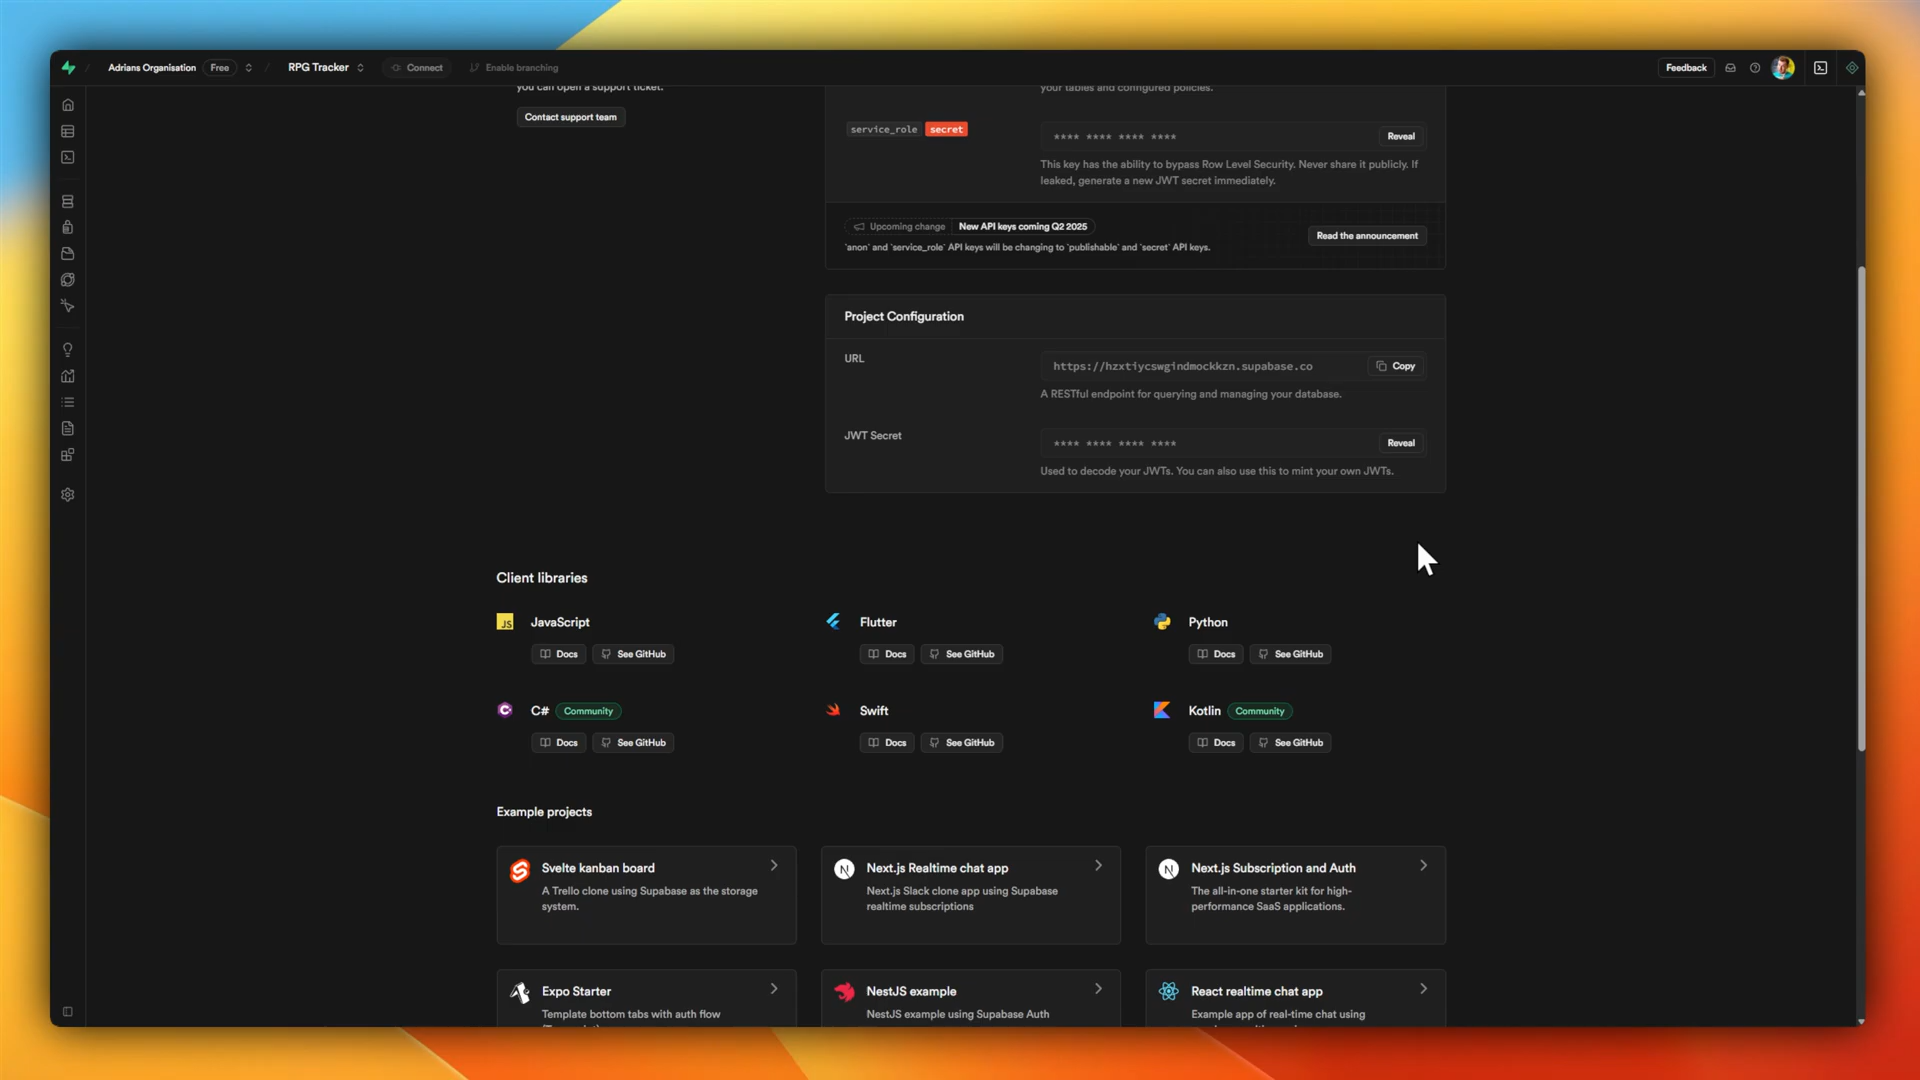 Adrians Organisation Free / RPG Tracker Connect Enable branching Feedback
you can open a support ticket.
Contact support team
your tables and configured policies.
service_role secret
**** **** **** **** Reveal
This key has the ability to bypass Row Level Security. Never share it publicly. If
leaked, generate a new JWT secret immediately.
Upcoming change New API keys coming Q2 2025
`anon` and `service_role` API keys will be changing to `publishable` and `secret` API keys.
Read the announcement
Project Configuration
URL
https://hzxtiycswgindmockkzn.supabase.co Copy
A RESTful endpoint for querying and managing your database.
JWT Secret
**** **** **** **** Reveal
Used to decode your JWTs. You can also use this to mint your own JWTs.
Client libraries
JS JavaScript
Docs See GitHub
Flutter
Docs See GitHub
Python
Docs See GitHub
C# Community
Docs See GitHub
Swift
Docs See GitHub
Kotlin Community
Docs See GitHub
Example projects
Svelte kanban board
A Trello clone using Supabase as the storage
system.
Next.js Realtime chat app
Next.js Slack clone app using Supabase
realtime subscriptions
Next.js Subscription and Auth
The all-in-one starter kit for high-
performance SaaS applications.
Expo Starter
Template bottom tabs with auth flow
NestJS example
NestJS example using Supabase Auth
React realtime chat app
Example app of real-time chat using